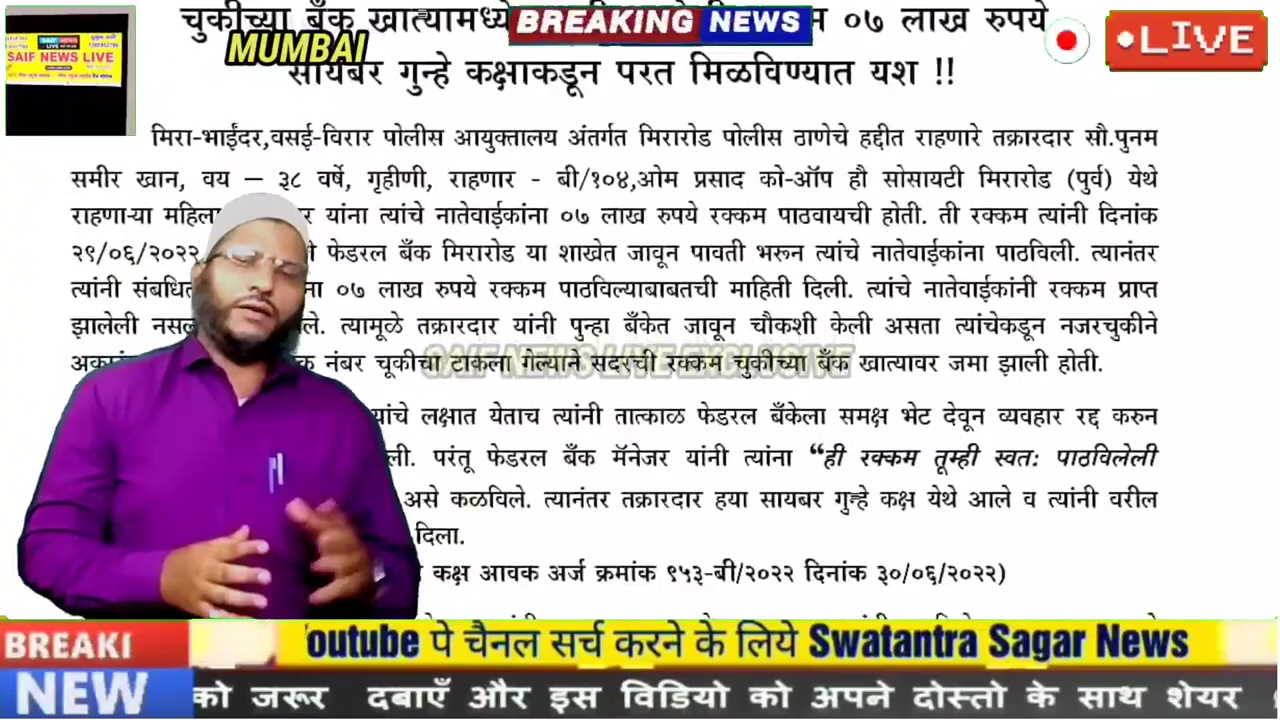 चुकीच्या बँक खात्यामध्ये ०७ लाख रुपये
BREAKING NEWS
LIVE
MUMBAI
SAIF NEWS LIVE
सायबर गुन्हे कक्षाकडून परत मिळविण्यात यश !!
मिरा-भाईंदर,वसई-विरार पोलीस आयुक्तालय अंतर्गत मिरारोड पोलीस ठाणेचे हद्दीत राहणारे तक्रारदार सौ.पुनम
समीर खान, वय – ३८ वर्षे, गृहीणी, राहणार - बी/१०४,ओम प्रसाद को-ऑप हौ सोसायटी मिरारोड (पुर्व) येथे
राहणाऱ्या महिला यांना त्यांचे नातेवाईकांना ०७ लाख रुपये रक्कम पाठवायची होती. ती रक्कम त्यांनी दिनांक
२९/०६/२०२२ फेडरल बँक मिरारोड या शाखेत जावून पावती भरून त्यांचे नातेवाईकांना पाठविली. त्यानंतर
त्यांनी ०७ लाख रुपये रक्कम पाठविल्याबाबतची माहिती दिली. त्यांचे नातेवाईकांनी रक्कम प्राप्त
झालेली त्यामूळे तक्रारदार यांनी पुन्हा बँकेत जावून चौकशी केली असता त्यांचेकडून नजरचुकीने
नंबर चूकीचा टाकला गेल्याने सदरची रक्कम चुकीच्या बँक खात्यावर जमा झाली होती.
SAIF NEWS LIVE EXCLUSIVE
लक्षात येताच त्यांनी तात्काळ फेडरल बँकेला समक्ष भेट देवून व्यवहार रद्द करुन
परंतू फेडरल बँक मॅनेजर यांनी त्यांना “ही रक्कम तूम्ही स्वतः पाठविलेली
असे कळविले. त्यानंतर तक्रारदार हया सायबर गुन्हे कक्ष येथे आले व त्यांनी वरील
दिला.
कक्ष आवक अर्ज क्रमांक ९५३-बी/२०२२ दिनांक ३०/०६/२०२२)
BREAKI
outube पे चैनल सर्च करने के लिये Swatantra Sagar News
NEW
को जरूर दबाएँ और इस विडियो को अपने दोस्तो के साथ शेयर